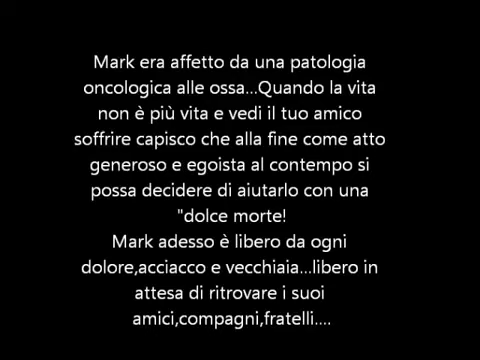 Mark era affetto da una patologia
oncologica alle ossa...Quando la vita
non è più vita e vedi il tuo amico
soffrire capisco che alla fine come atto
generoso e egoista al contempo si
possa decidere di aiutarlo con una
"dolce morte!
Mark adesso è libero da ogni
dolore,acciacco e vecchiaia...libero in
attesa di ritrovare i suoi
amici,compagni,fratelli....